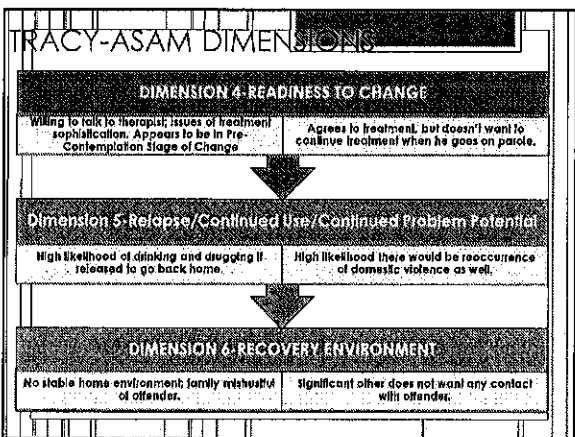 TRACY-ASAM DIMENSIONS
DIMENSION 4-READINESS TO CHANGE
Willing to talk to therapist; issues of treatment
sophistication. Appears to be in Pre-
Contemplation Stage of Change
Agrees to treatment, but doesn't want to
continue treatment when he goes on parole.
Dimension 5-Relapse/Continued Use/Continued Problem Potential
High likelihood of drinking and drugging if
released to go back home.
High likelihood there would be reoccurrence
of domestic violence as well.
DIMENSION 6-RECOVERY ENVIRONMENT
No stable home environment; family mistrustful
of offender.
Significant other does not want any contact
with offender.